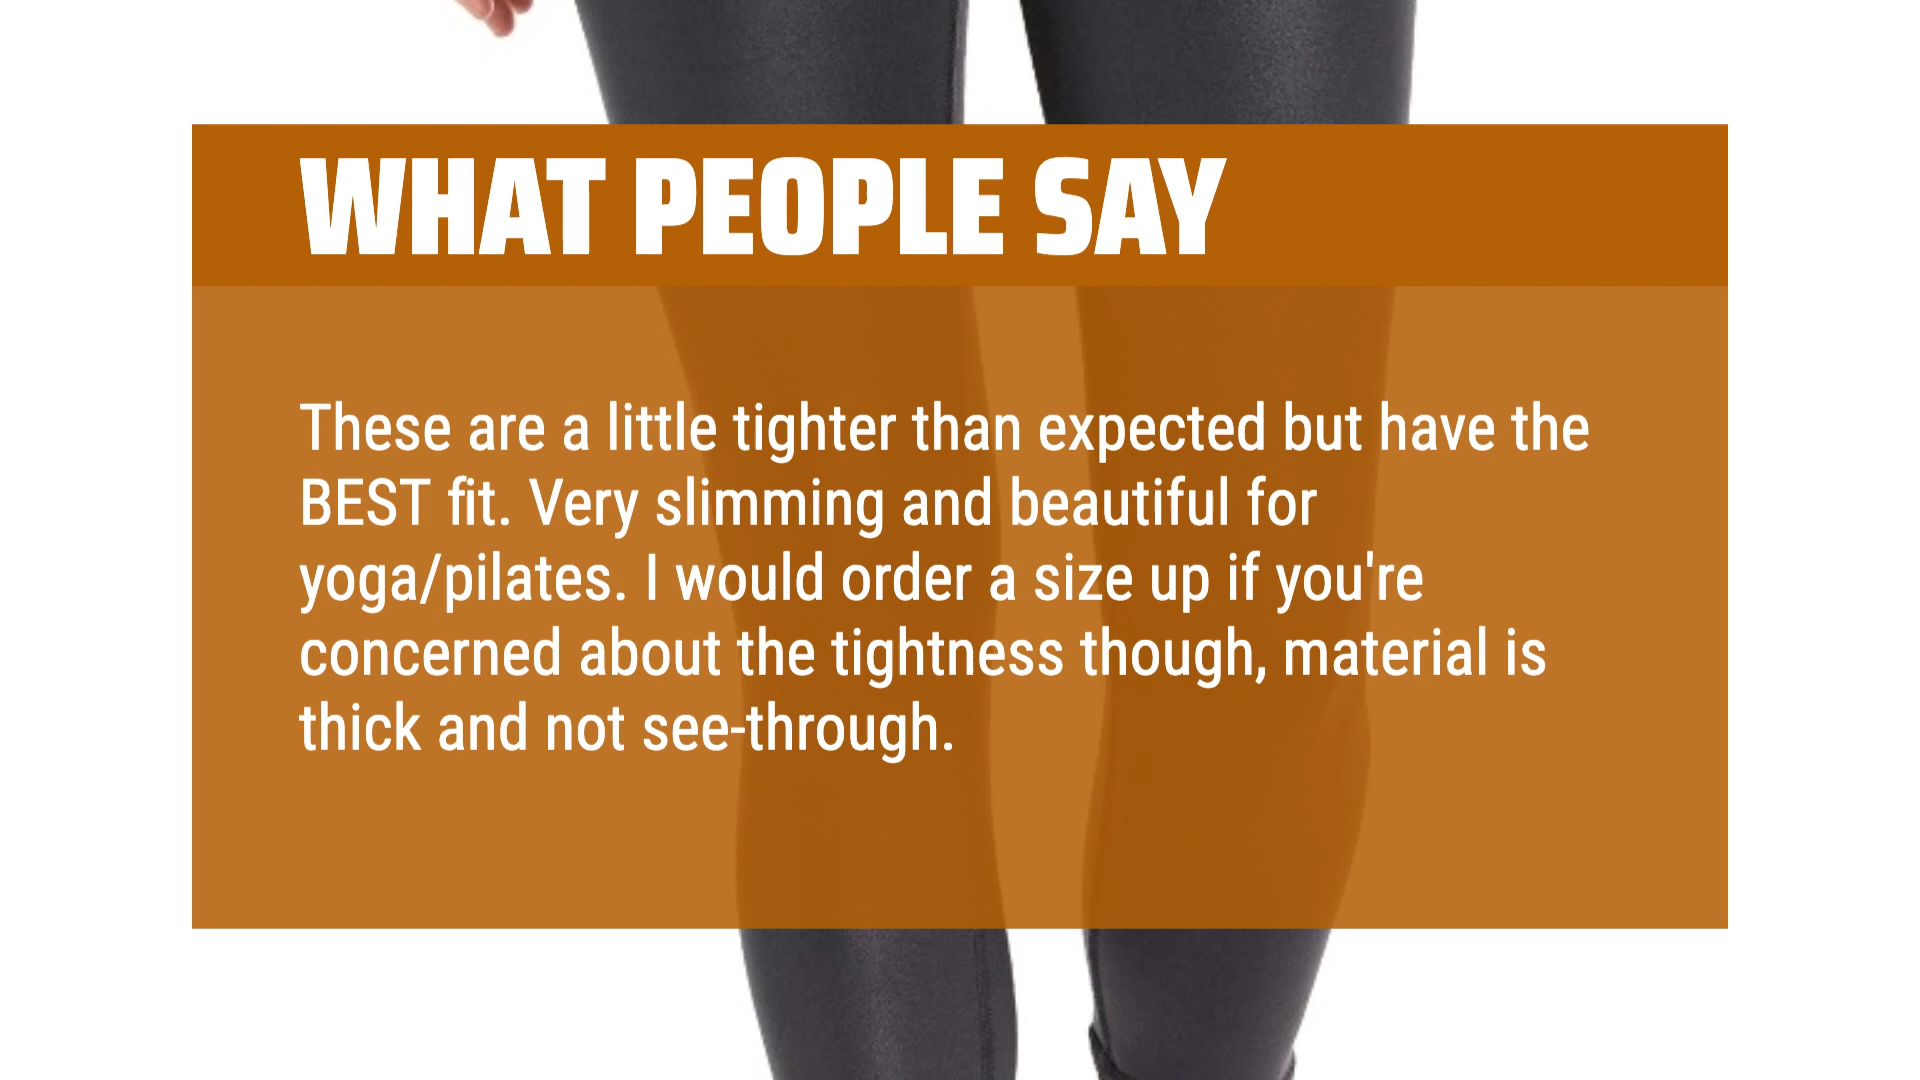 WHAT PEOPLE SAY
These are a little tighter than expected but have the
BEST fit. Very slimming and beautiful for
yoga/pilates. I would order a size up if you're
concerned about the tightness though, material is
thick and not see-through.